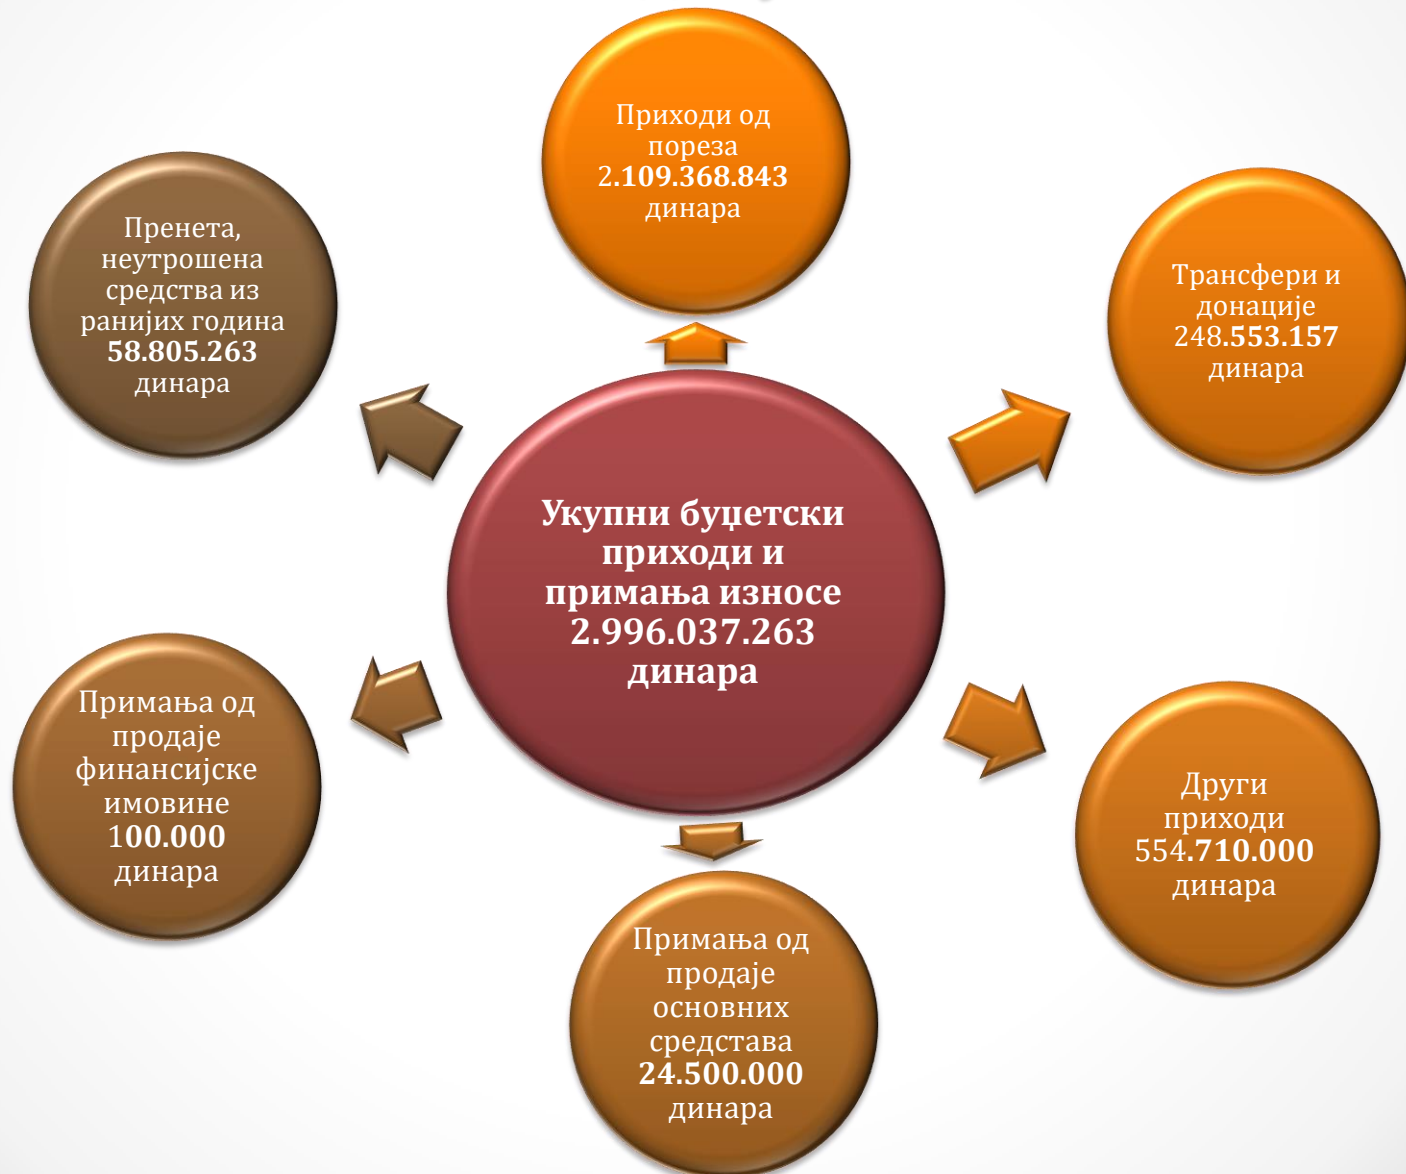 Приходи од
пореза
2.109.368.843
динара
Пренета,
неутрошена
средства из
ранијих година
58.805.263
динара
Трансфери и
донације
248.553.157
динара
Укупни буџетски
приходи и
примања износе
2.996.037.263
динара
Примања од
продаје
финансијске
имовине
100.000
динара
Други
приходи
554.710.000
динара
Примања од
продаје
основних
средстава
24.500.000
динара